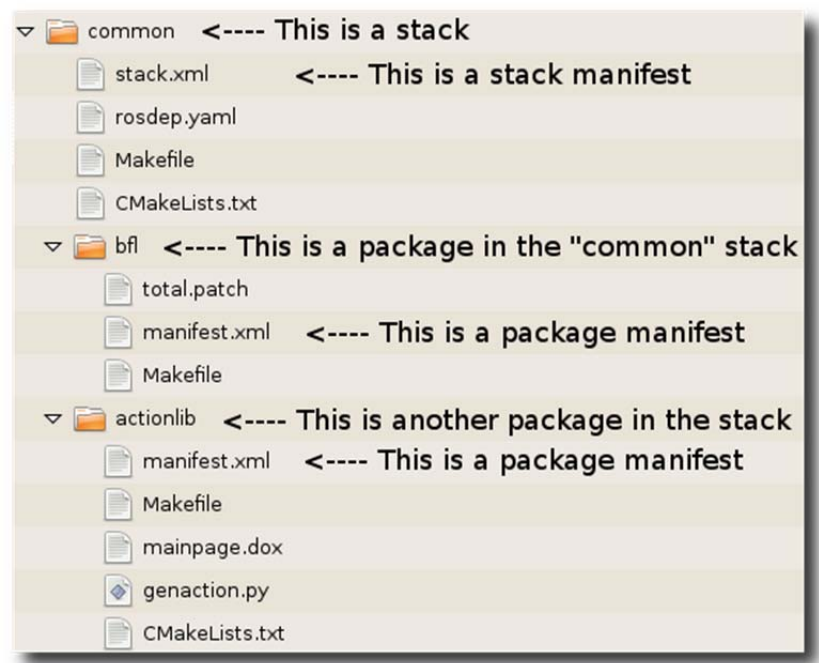 common <---- This is a stack
stack.xml <---- This is a stack manifest
rosdep.yaml
Makefile
CMakeLists.txt
bfl <---- This is a package in the "common" stack
total.patch
manifest.xml <---- This is a package manifest
Makefile
actionlib <---- This is another package in the stack
manifest.xml <---- This is a package manifest
Makefile
mainpage.dox
genaction.py
CMakeLists.txt